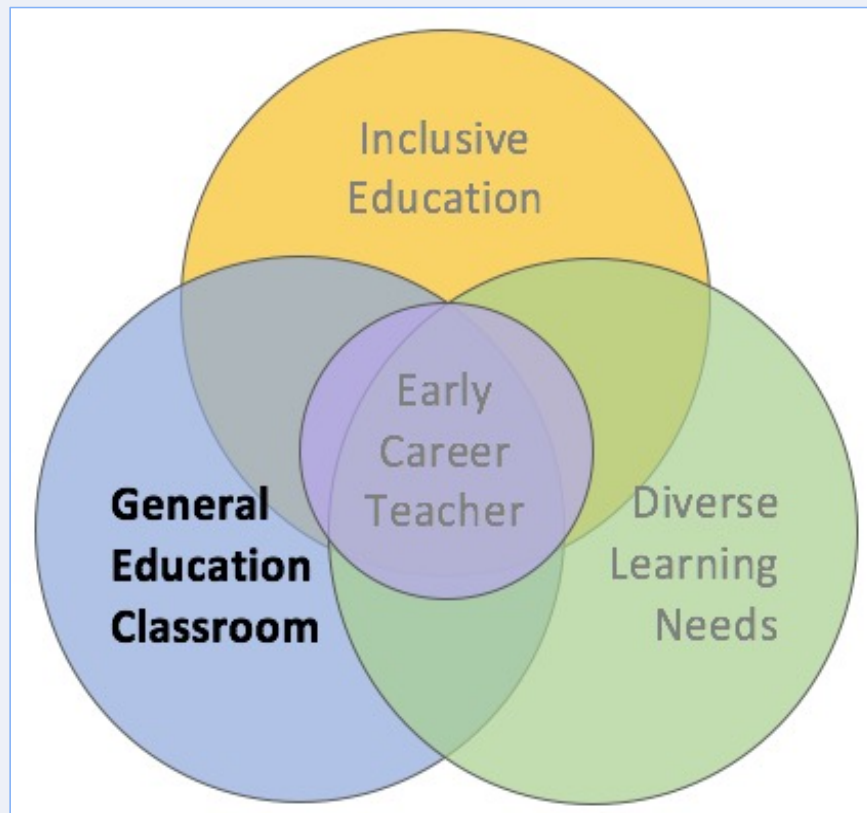 Inclusive
Education
Early
Career
Teacher
General
Education
Classroom
Diverse
Learning
Needs